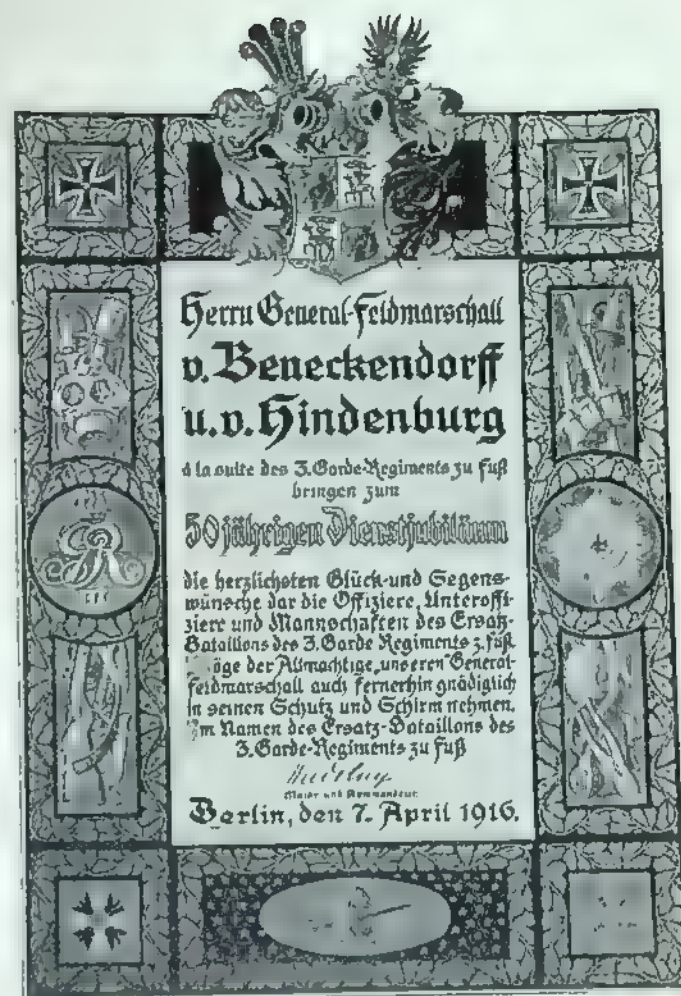 Herrn General-Feldmarschall
v. Beneckendorff
u. v. Hindenburg
à la suite des 3. Garde-Regiments zu Fuß
bringen zum
50jährigen Dienstjubiläum
die herzlichsten Glück- und Segens-
wünsche dar die Offiziere, Unteroffi-
ziere und Mannschaften des Ersatz-
Bataillons des 3. Garde Regiments z. Fuß
äge der Allmächtige, unseren General-
feldmarschall auch fernerhin gnädiglich
in seinen Schutz und Schirm nehmen.
Im Namen des Ersatz-Bataillons des
3. Garde-Regiments zu Fuß
Major und Kommandeur.
Berlin, den 7. April 1916.